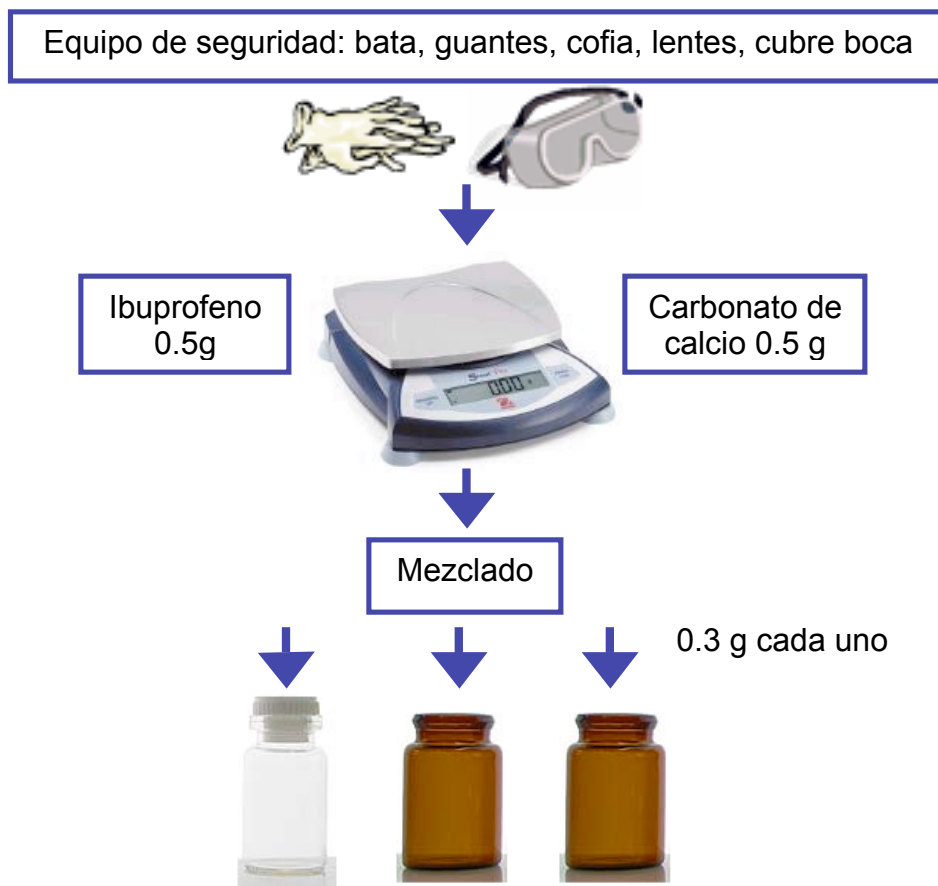 Equipo de seguridad: bata, guantes, cofia, lentes, cubre boca
Ibuprofeno
0.5g
Carbonato de
calcio 0.5 g
000
Mezclado
0.3 g cada uno